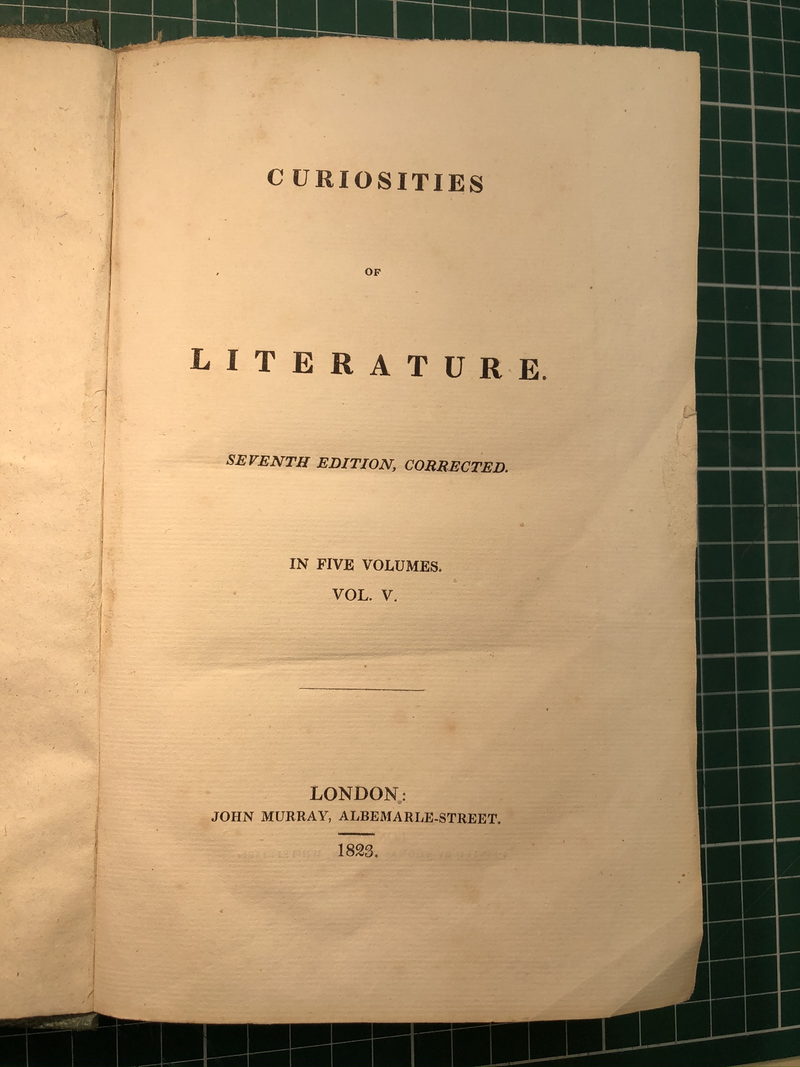 CURIOSITIES
OF
LITERATURE.
SEVENTH EDITION, CORRECTED.
IN FIVE VOLUMES.
VOL. V.
LONDON:
JOHN MURRAY, ALBEMARLE-STREET.
1823.